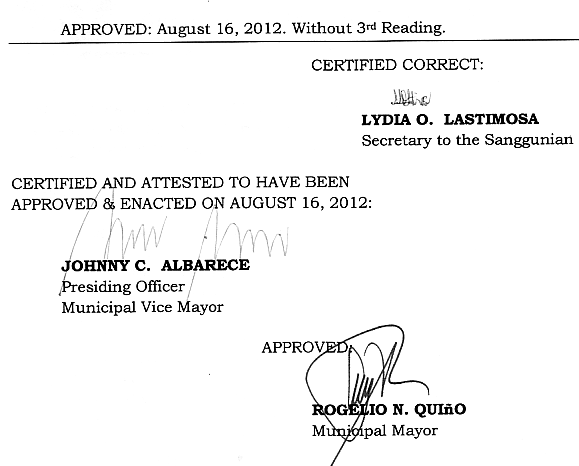 APPROVED: August 16, 2012. Without 3rd Reading.
CERTIFIED CORRECT:
LYDIA O. LASTIMOSA
Secretary to the Sanggunian
CERTIFIED AND ATTESTED TO HAVE BEEN
APPROVED & ENACTED ON AUGUST 16, 2012:
JOHNNY C. ALBARECE
Presiding Officer
Municipal Vice Mayor
APPROVED:
ROGELIO N. QUIñO
Municipal Mayor